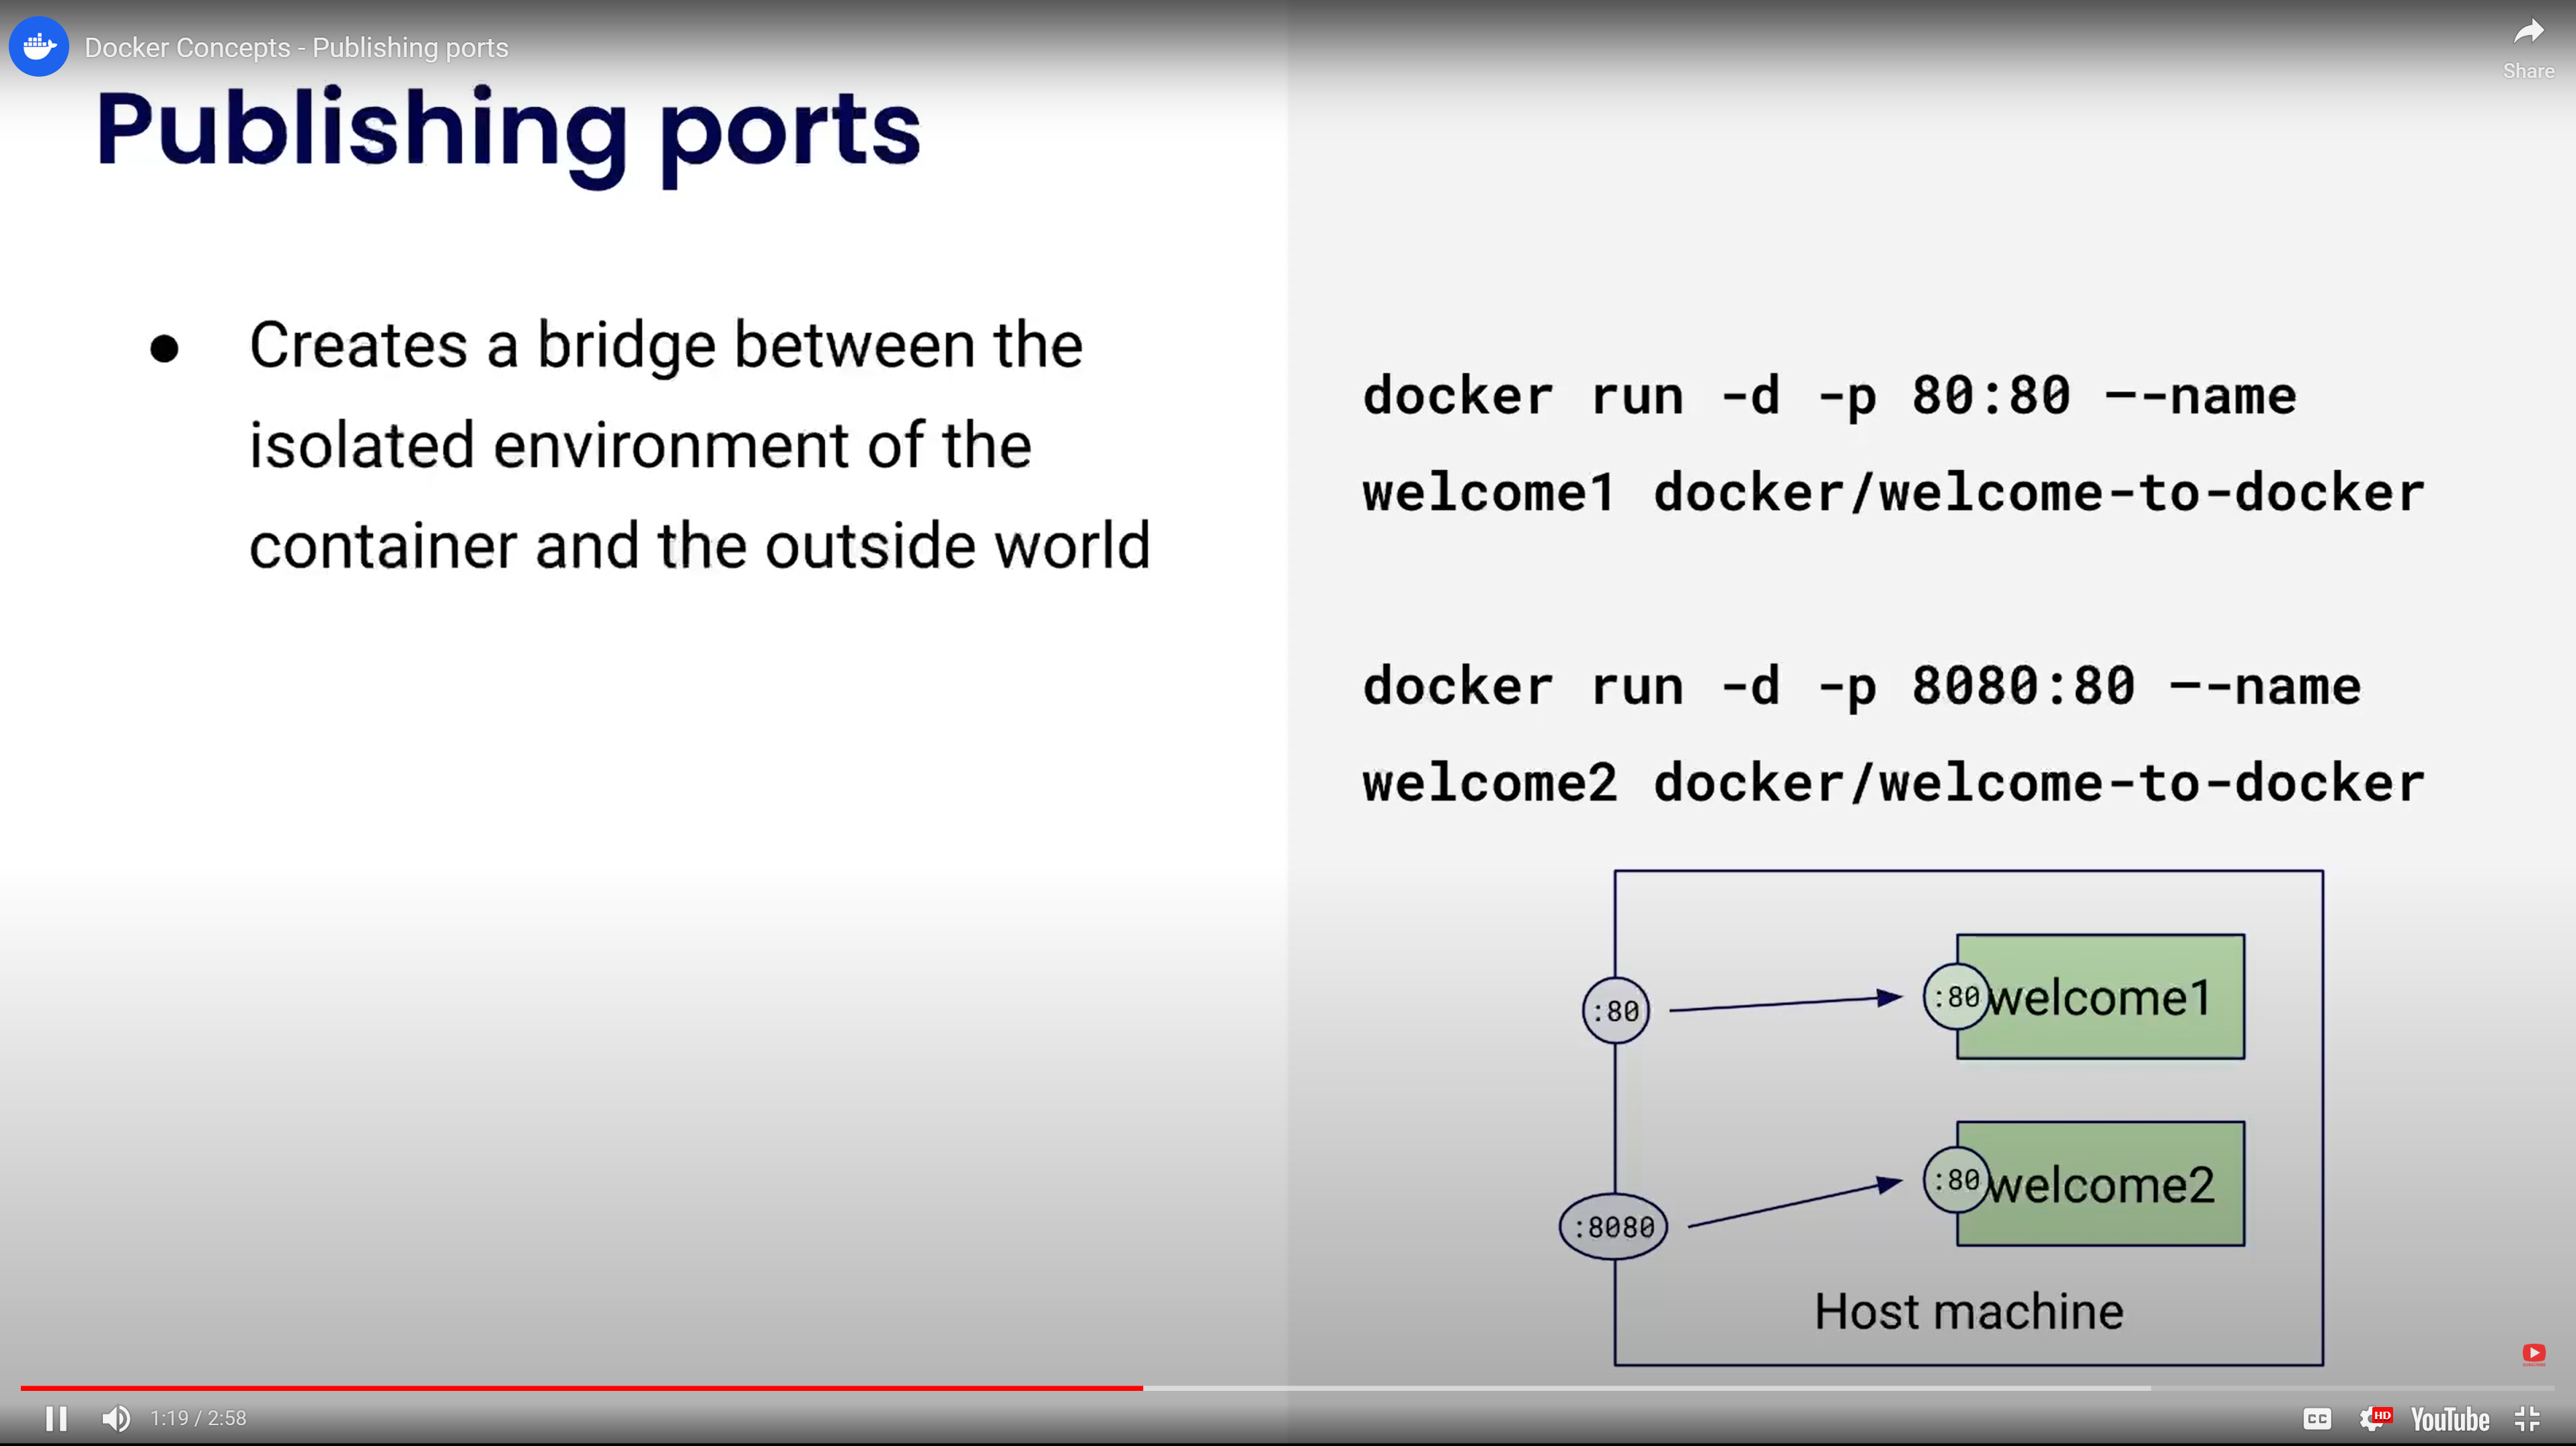 Docker Concepts - Publishing ports
Share
Publishing ports
● Creates a bridge between the
isolated environment of the
container and the outside world
docker run -d -p 80:80 –-name
welcome1 docker/welcome-to-docker
docker run -d -p 8080:80 –-name
welcome2 docker/welcome-to-docker
:80
:80
welcome1
:8080
:80
welcome2
Host machine
1:19 / 2:58
CC
HD
YouTube